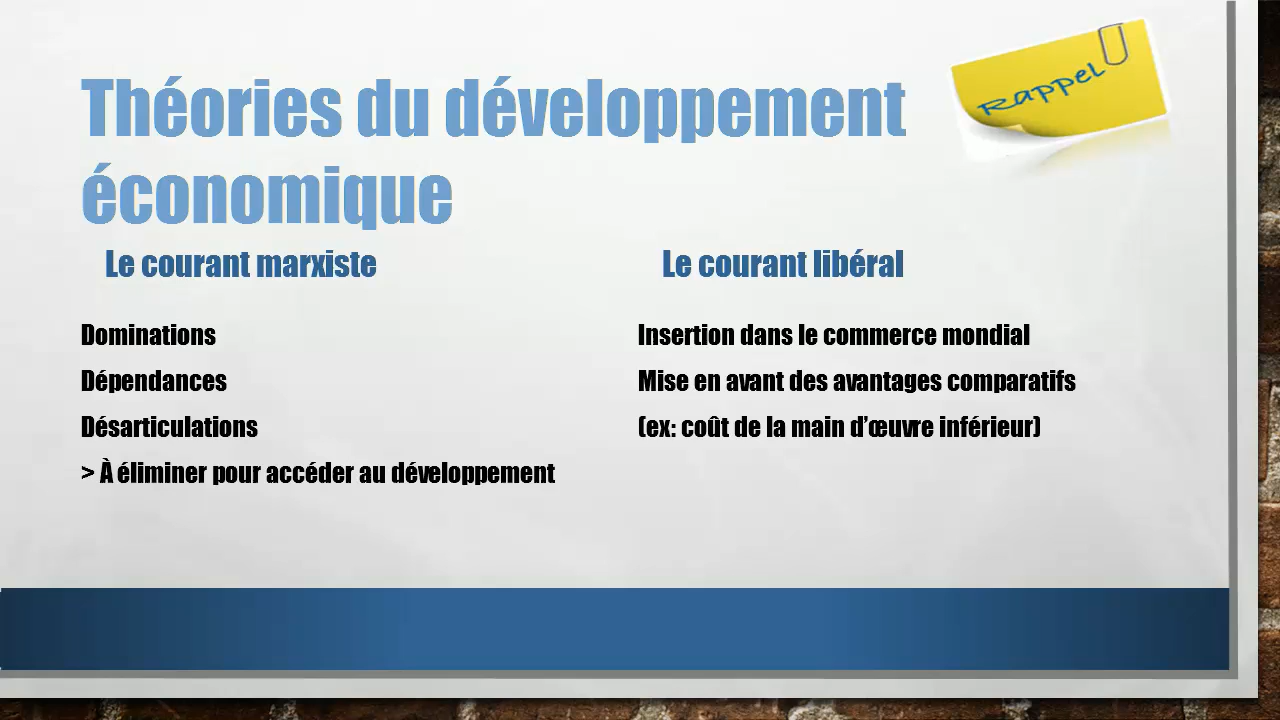 Rappel
Théories du développement
économique
Le courant marxiste
Dominations
Dépendances
Désarticulations
> À éliminer pour accéder au développement
Le courant libéral
Insertion dans le commerce mondial
Mise en avant des avantages comparatifs
(ex: coût de la main d’œuvre inférieur)